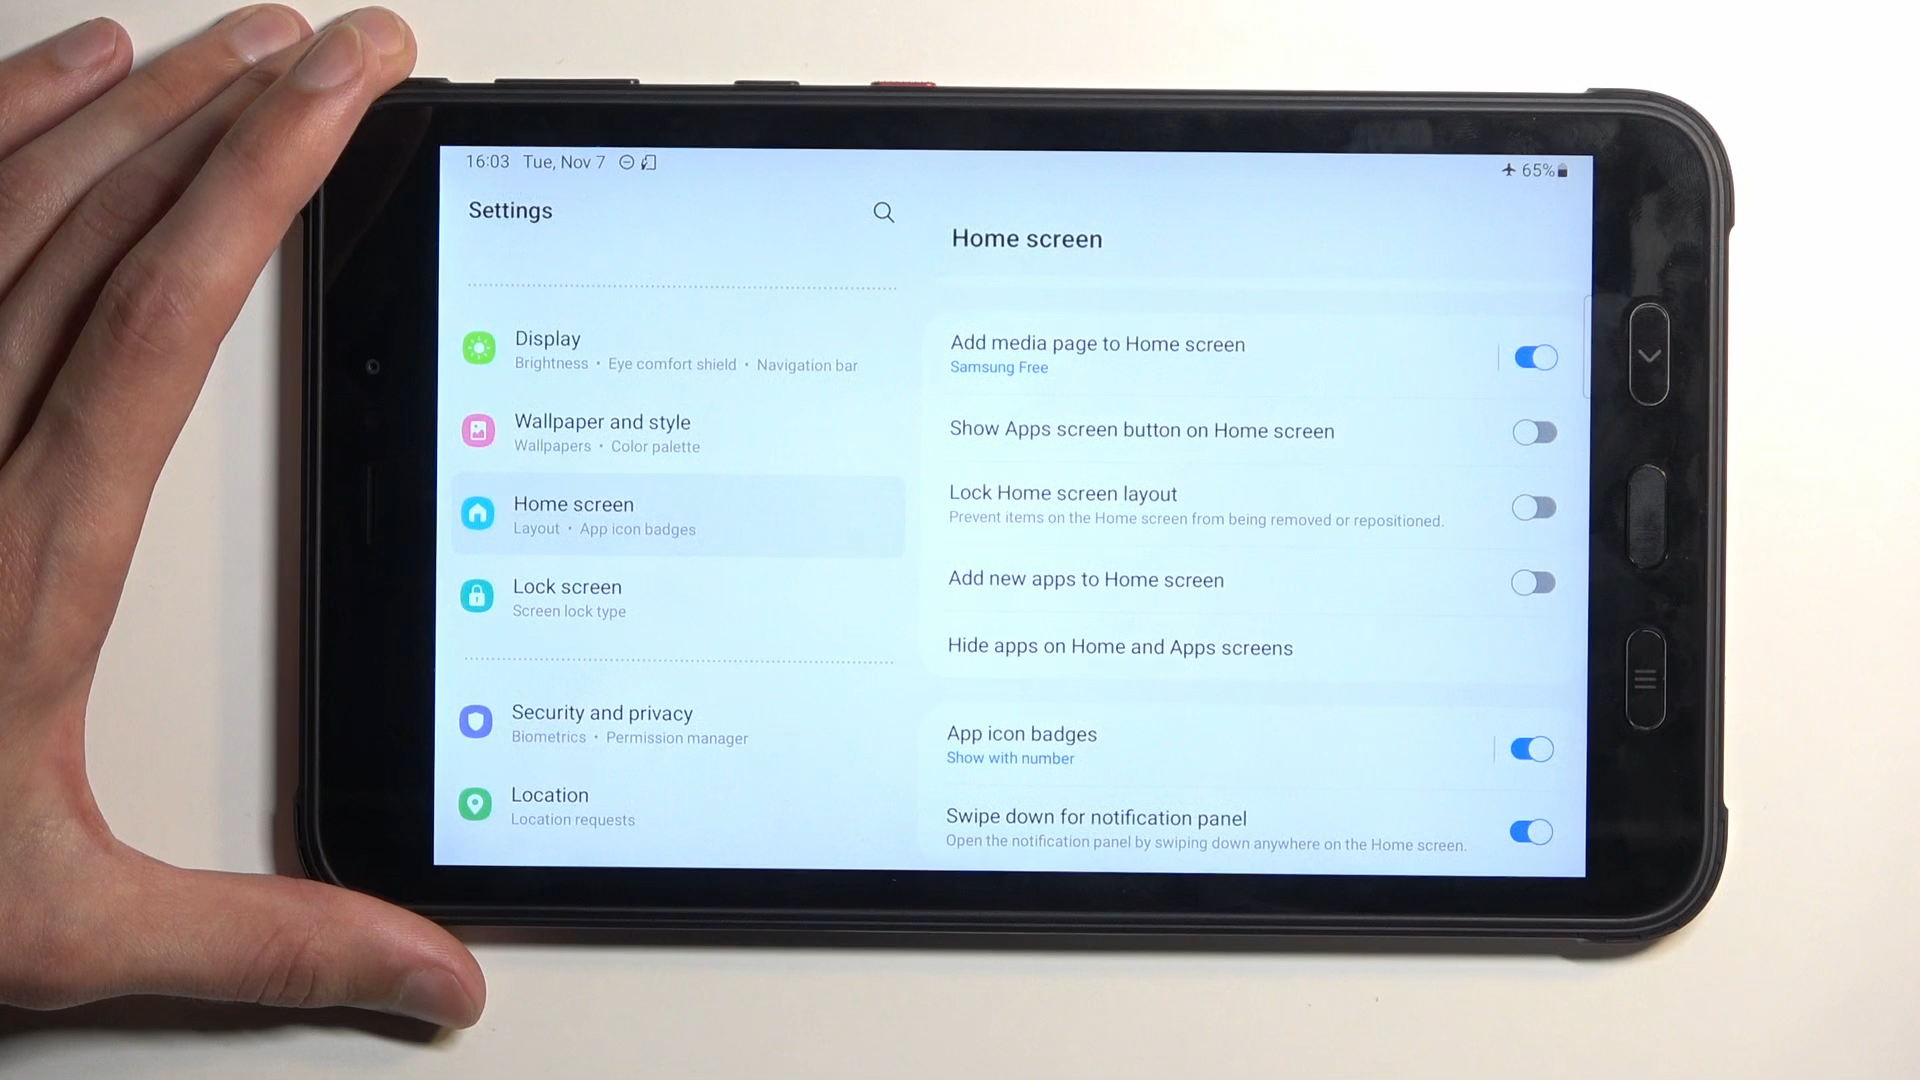 16:03 Tue, Nov 7
65%
Settings
Display
Brightness • Eye comfort shield • Navigation bar
Wallpaper and style
Wallpapers • Color palette
Home screen
Layout • App icon badges
Lock screen
Screen lock type
Security and privacy
Biometrics • Permission manager
Location
Location requests
Home screen
Add media page to Home screen
Samsung Free
Show Apps screen button on Home screen
Lock Home screen layout
Prevent items on the Home screen from being removed or repositioned.
Add new apps to Home screen
Hide apps on Home and Apps screens
App icon badges
Show with number
Swipe down for notification panel
Open the notification panel by swiping down anywhere on the Home screen.